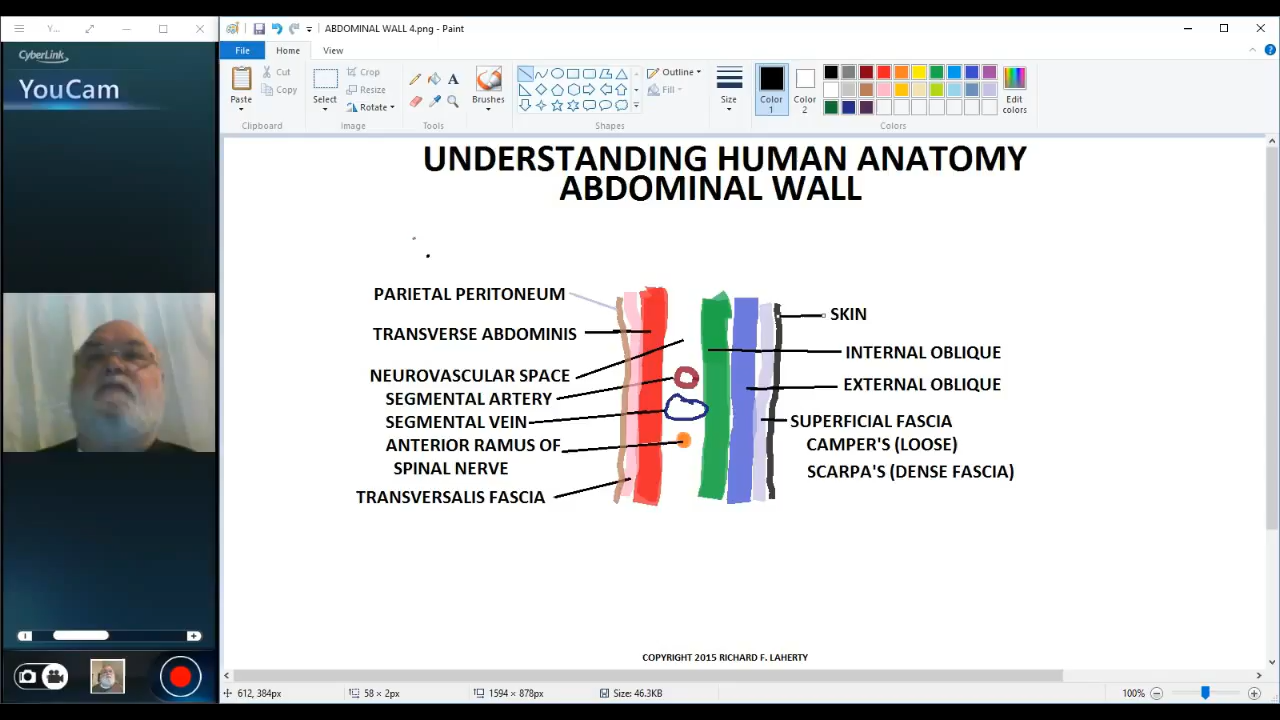 Y...
CyberLink
YouCam
ABDOMINAL WALL 4.png - Paint
File
Home
View
Paste
Cut
Copy
Clipboard
Select
Crop
Resize
Rotate
Image
Tools
Brushes
Shapes
Outline
Fill
Size
Color
1
Color
2
Edit
colors
Colors
UNDERSTANDING HUMAN ANATOMY
ABDOMINAL WALL
PARIETAL PERITONEUM
TRANSVERSE ABDOMINIS
NEUROVASCULAR SPACE
SEGMENTAL ARTERY
SEGMENTAL VEIN
ANTERIOR RAMUS OF
SPINAL NERVE
TRANSVERSALIS FASCIA
SKIN
INTERNAL OBLIQUE
EXTERNAL OBLIQUE
SUPERFICIAL FASCIA
CAMPER'S (LOOSE)
SCARPA'S (DENSE FASCIA)
COPYRIGHT 2015 RICHARD F. LAHERTY
612, 384px
58 × 2px
1594 × 878px
Size: 46.3KB
100%